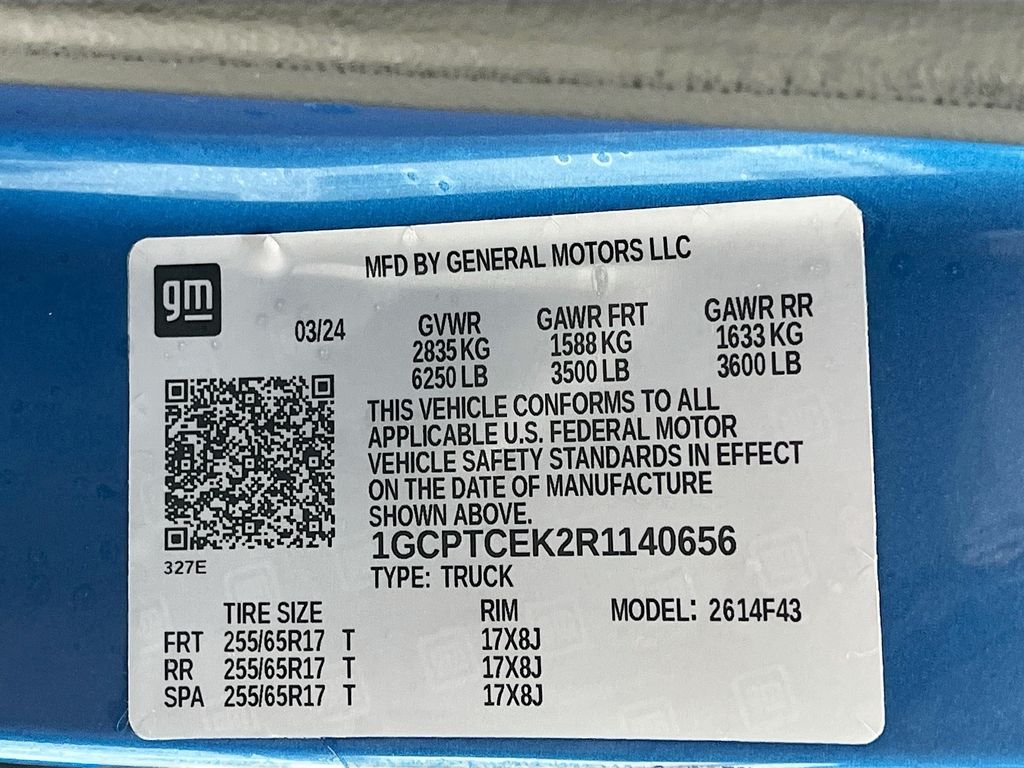 MFD BY GENERAL MOTORS LLC
gm
03/24
GVWR GAWR FRT GAWR RR
2835 KG 1588 KG 1633 KG
6250 LB 3500 LB 3600 LB
THIS VEHICLE CONFORMS TO ALL
APPLICABLE U.S. FEDERAL MOTOR
VEHICLE SAFETY STANDARDS IN EFFECT
ON THE DATE OF MANUFACTURE
SHOWN ABOVE.
1GCPTCEK2R1140656
327E
TYPE: TRUCK
TIRE SIZE RIM MODEL: 2614F43
FRT 255/65R17 T 17X8J
RR 255/65R17 T 17X8J
SPA 255/65R17 T 17X8J